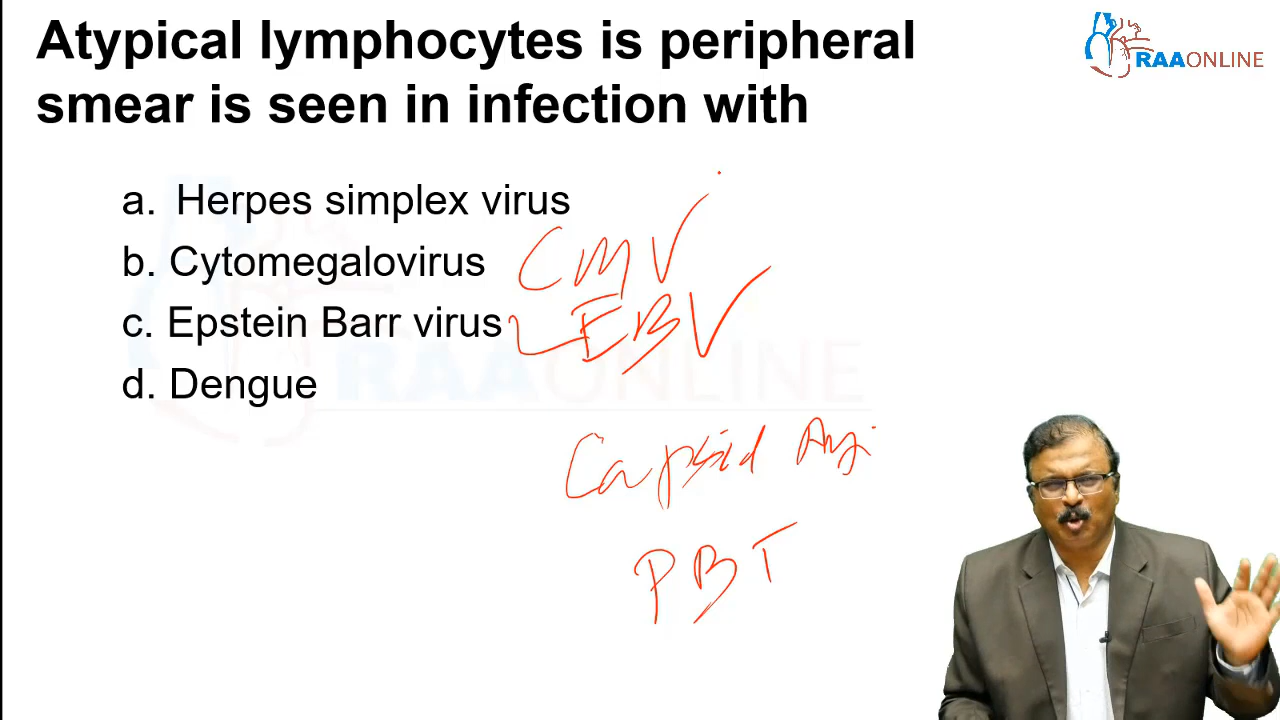 Atypical lymphocytes is peripheral
smear is seen in infection with
RAAONLINE
a. Herpes simplex virus
b. Cytomegalovirus
c. Epstein Barr virus
d. Dengue
CMV
EBV
RAAONLINE
Capsid
PBT